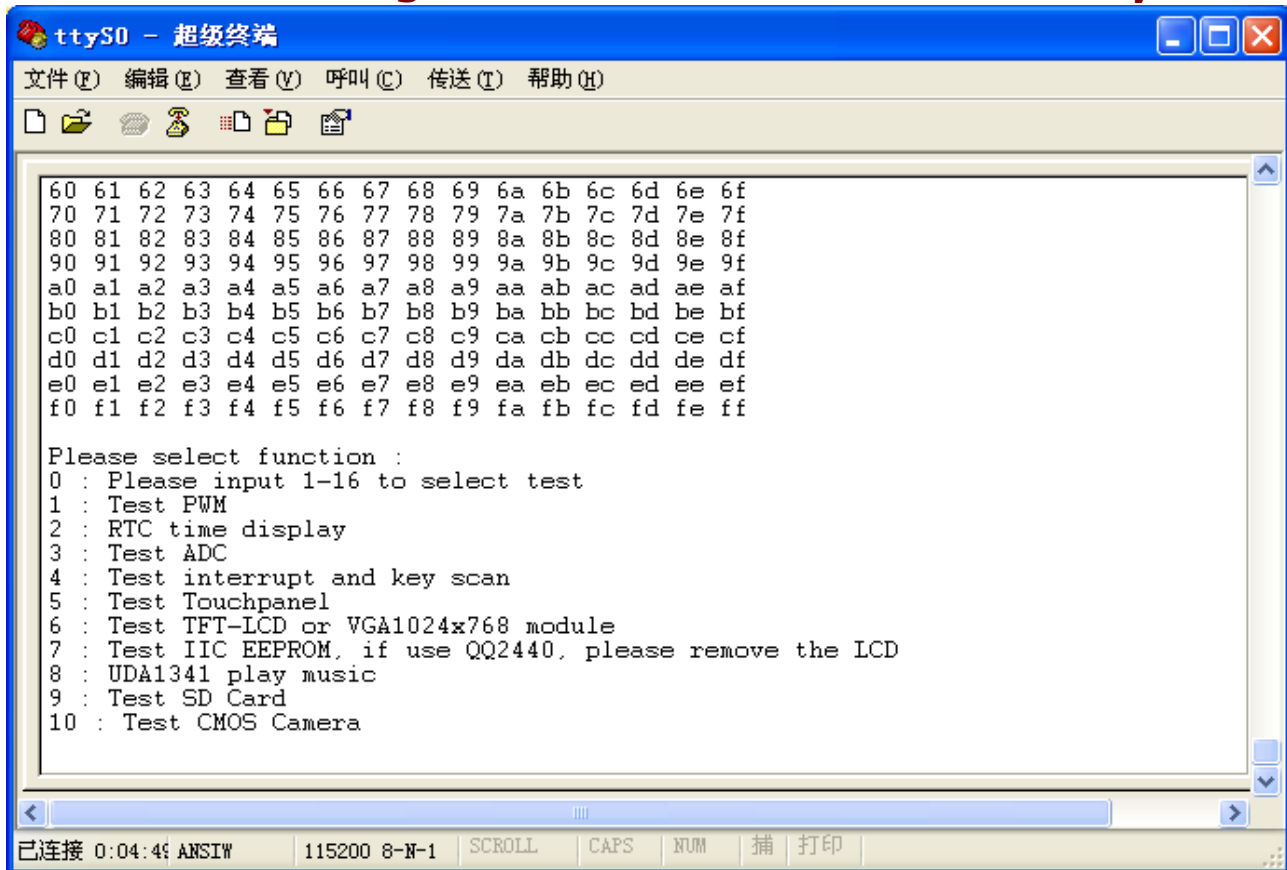 ttyS0 - 超级终端
文件(F) 编辑(E) 查看(V) 呼叫(C) 传送(T) 帮助(H)
60 61 62 63 64 65 66 67 68 69 6a 6b 6c 6d 6e 6f
70 71 72 73 74 75 76 77 78 79 7a 7b 7c 7d 7e 7f
80 81 82 83 84 85 86 87 88 89 8a 8b 8c 8d 8e 8f
90 91 92 93 94 95 96 97 98 99 9a 9b 9c 9d 9e 9f
a0 a1 a2 a3 a4 a5 a6 a7 a8 a9 aa ab ac ad ae af
b0 b1 b2 b3 b4 b5 b6 b7 b8 b9 ba bb bc bd be bf
c0 c1 c2 c3 c4 c5 c6 c7 c8 c9 ca cb cc cd ce cf
d0 d1 d2 d3 d4 d5 d6 d7 d8 d9 da db dc dd de df
e0 e1 e2 e3 e4 e5 e6 e7 e8 e9 ea eb ec ed ee ef
f0 f1 f2 f3 f4 f5 f6 f7 f8 f9 fa fb fc fd fe ff
Please select function :
0 : Please input 1-16 to select test
1 : Test PWM
2 : RTC time display
3 : Test ADC
4 : Test interrupt and key scan
5 : Test Touchpanel
6 : Test TFT-LCD or VGA1024x768 module
7 : Test IIC EEPROM, if use QQ2440, please remove the LCD
8 : UDA1341 play music
9 : Test SD Card
10 : Test CMOS Camera
已连接 0:04:49 ANSIW 115200 8-N-1 SCROLL CAPS NUM 捕 打印